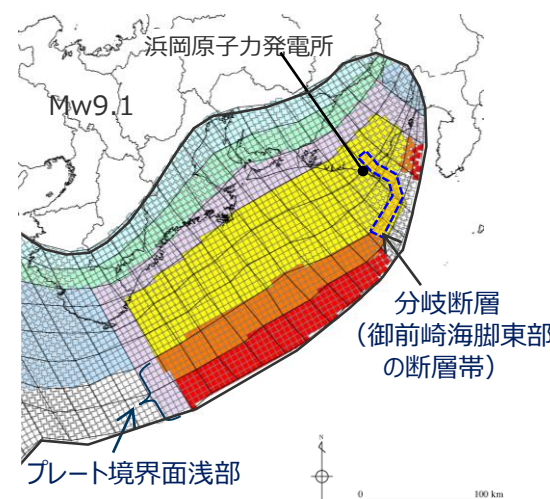 浜岡原子力発電所
Mw9.1
分岐断層
（御前崎海脚東部
の断層帯）
プレート境界面浅部
N
0 100 km